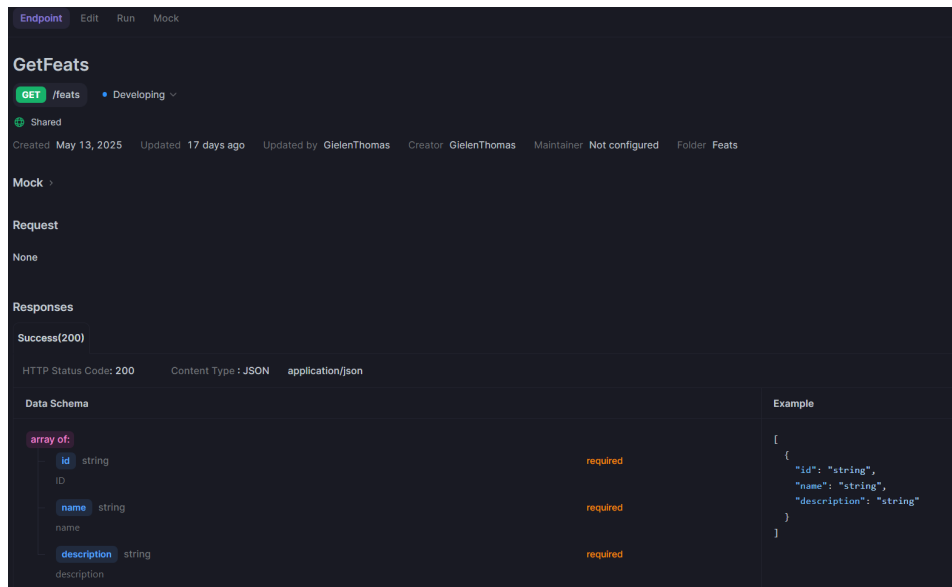 Endpoint Edit Run Mock
GetFeats
GET /feats Developing
Shared
Created May 13, 2025 Updated 17 days ago Updated by GielenThomas Creator GielenThomas Maintainer Not configured Folder Feats
Mock
Request
None
Responses
Success(200)
HTTP Status Code: 200 Content Type : JSON application/json
Data Schema
array of:
id string required
ID
name string required
name
description string required
description
Example
[
{
"id": "string",
"name": "string",
"description": "string"
}
]